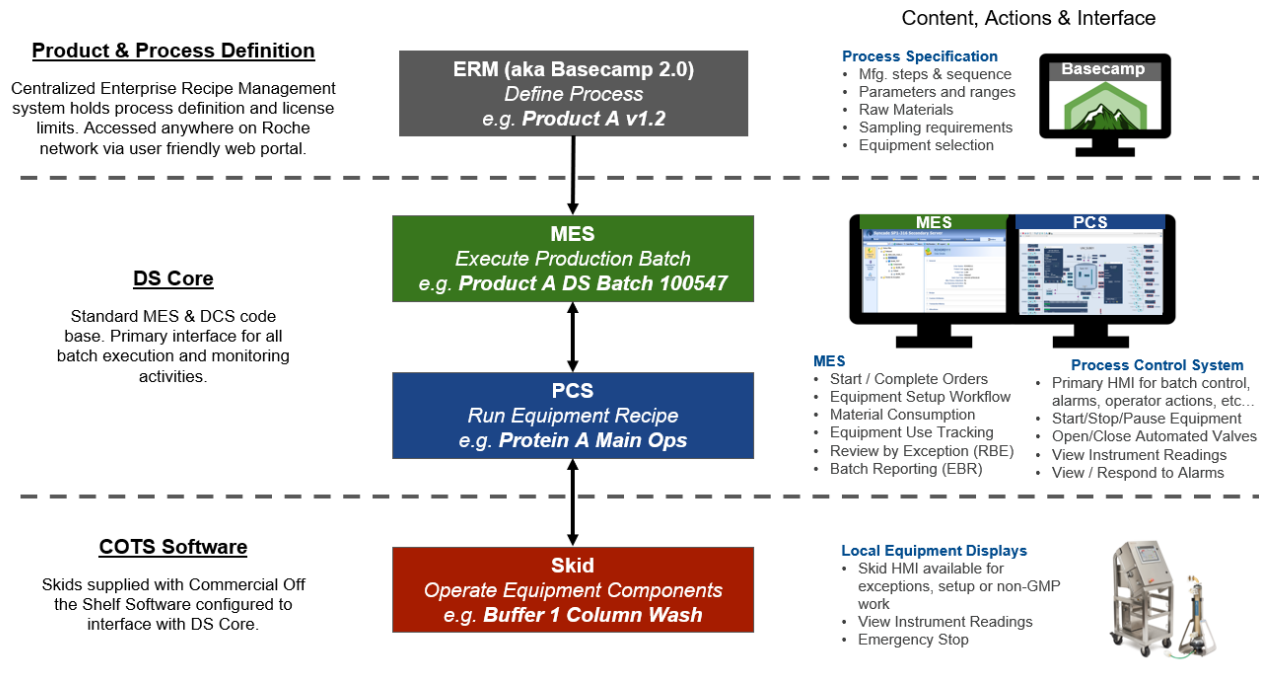 Content, Actions & Interface
Product & Process Definition
Centralized Enterprise Recipe Management
system holds process definition and license
limits. Accessed anywhere on Roche
network via user friendly web portal.
ERM (aka Basecamp 2.0)
Define Process
e.g. Product A v1.2
Process Specification
• Mfg. steps & sequence
• Parameters and ranges
• Raw Materials
• Sampling requirements
• Equipment selection
Basecamp
DS Core
Standard MES & DCS code
base. Primary interface for all
batch execution and monitoring
activities.
MES
Execute Production Batch
e.g. Product A DS Batch 100547
PCS
Run Equipment Recipe
e.g. Protein A Main Ops
MES
PCS
MES
• Start / Complete Orders
• Equipment Setup Workflow
• Material Consumption
• Equipment Use Tracking
• Review by Exception (RBE)
• Batch Reporting (EBR)
Process Control System
• Primary HMI for batch control,
alarms, operator actions, etc…
• Start/Stop/Pause Equipment
• Open/Close Automated Valves
• View Instrument Readings
• View / Respond to Alarms
COTS Software
Skids supplied with Commercial Off
the Shelf Software configured to
interface with DS Core.
Skid
Operate Equipment Components
e.g. Buffer 1 Column Wash
Local Equipment Displays
• Skid HMI available for
exceptions, setup or non-GMP
work
• View Instrument Readings
• Emergency Stop